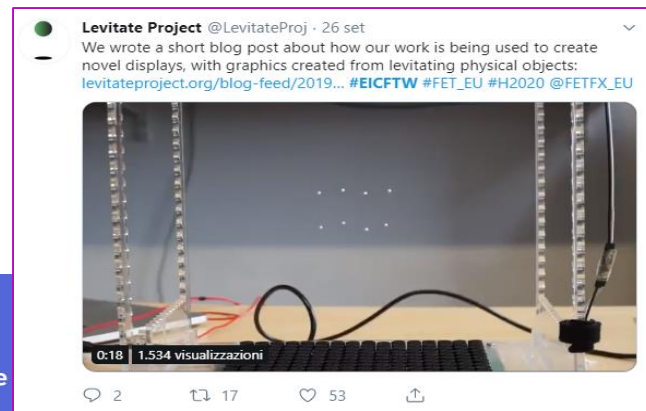 Levitate Project @LevitateProj · 26 set
We wrote a short blog post about how our work is being used to create
novel displays, with graphics created from levitating physical objects:
levitateproject.org/blog-feed/2019... #EICFTW #FET_EU #H2020 @FETFX_EU
0:18 | 1.534 visualizzazioni
e
2 17 53